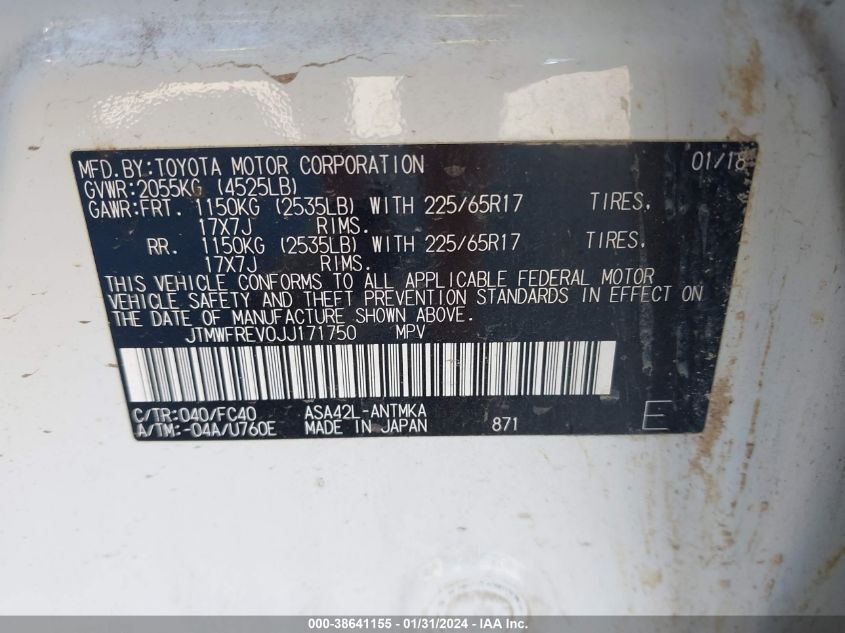 MFD.BY:TOYOTA MOTOR CORPORATION 01/18
GVWR:2055KG (4525LB)
GAWR:FRT. 1150KG (2535LB) WITH 225/65R17 TIRES,
17X7J RIMS.
RR. 1150KG (2535LB) WITH 225/65R17 TIRES,
17X7J RIMS.
THIS VEHICLE CONFORMS TO ALL APPLICABLE FEDERAL MOTOR
VEHICLE SAFETY AND THEFT PREVENTION STANDARDS IN EFFECT ON
THE DATE OF MANUFACTURE SHOWN ABOVE.
JTMWFREV0JJ171750 MPV
C/TR:040/FC40 ASA42L-ANTMKA
A/TM:-04A/U760E MADE IN JAPAN 871 E
000-38641155 - 01/31/2024 - IAA Inc.